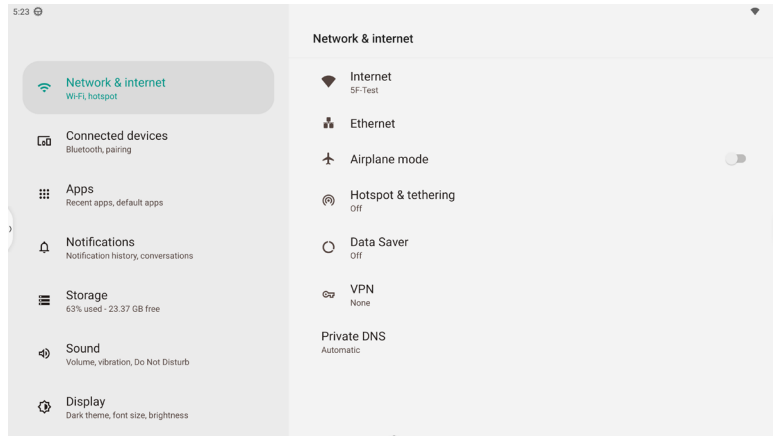 5:23
Network & internet
Network & internet
Wi-Fi, hotspot
Connected devices
Bluetooth, pairing
Apps
Recent apps, default apps
Notifications
Notification history, conversations
Storage
63% used - 23.37 GB free
Sound
Volume, vibration, Do Not Disturb
Display
Dark theme, font size, brightness
Internet
5F-Test
Ethernet
Airplane mode
Hotspot & tethering
Off
Data Saver
Off
VPN
None
Private DNS
Automatic